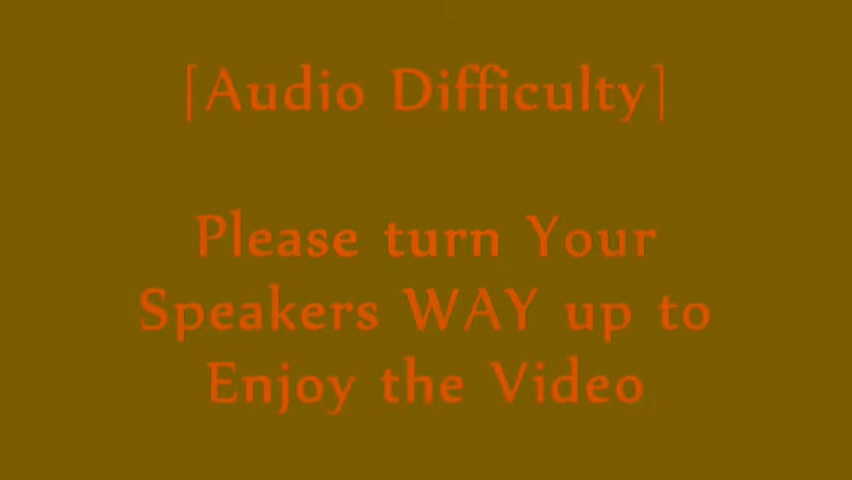 [Audio Difficulty]
Please turn Your
Speakers WAY up to
Enjoy the Video